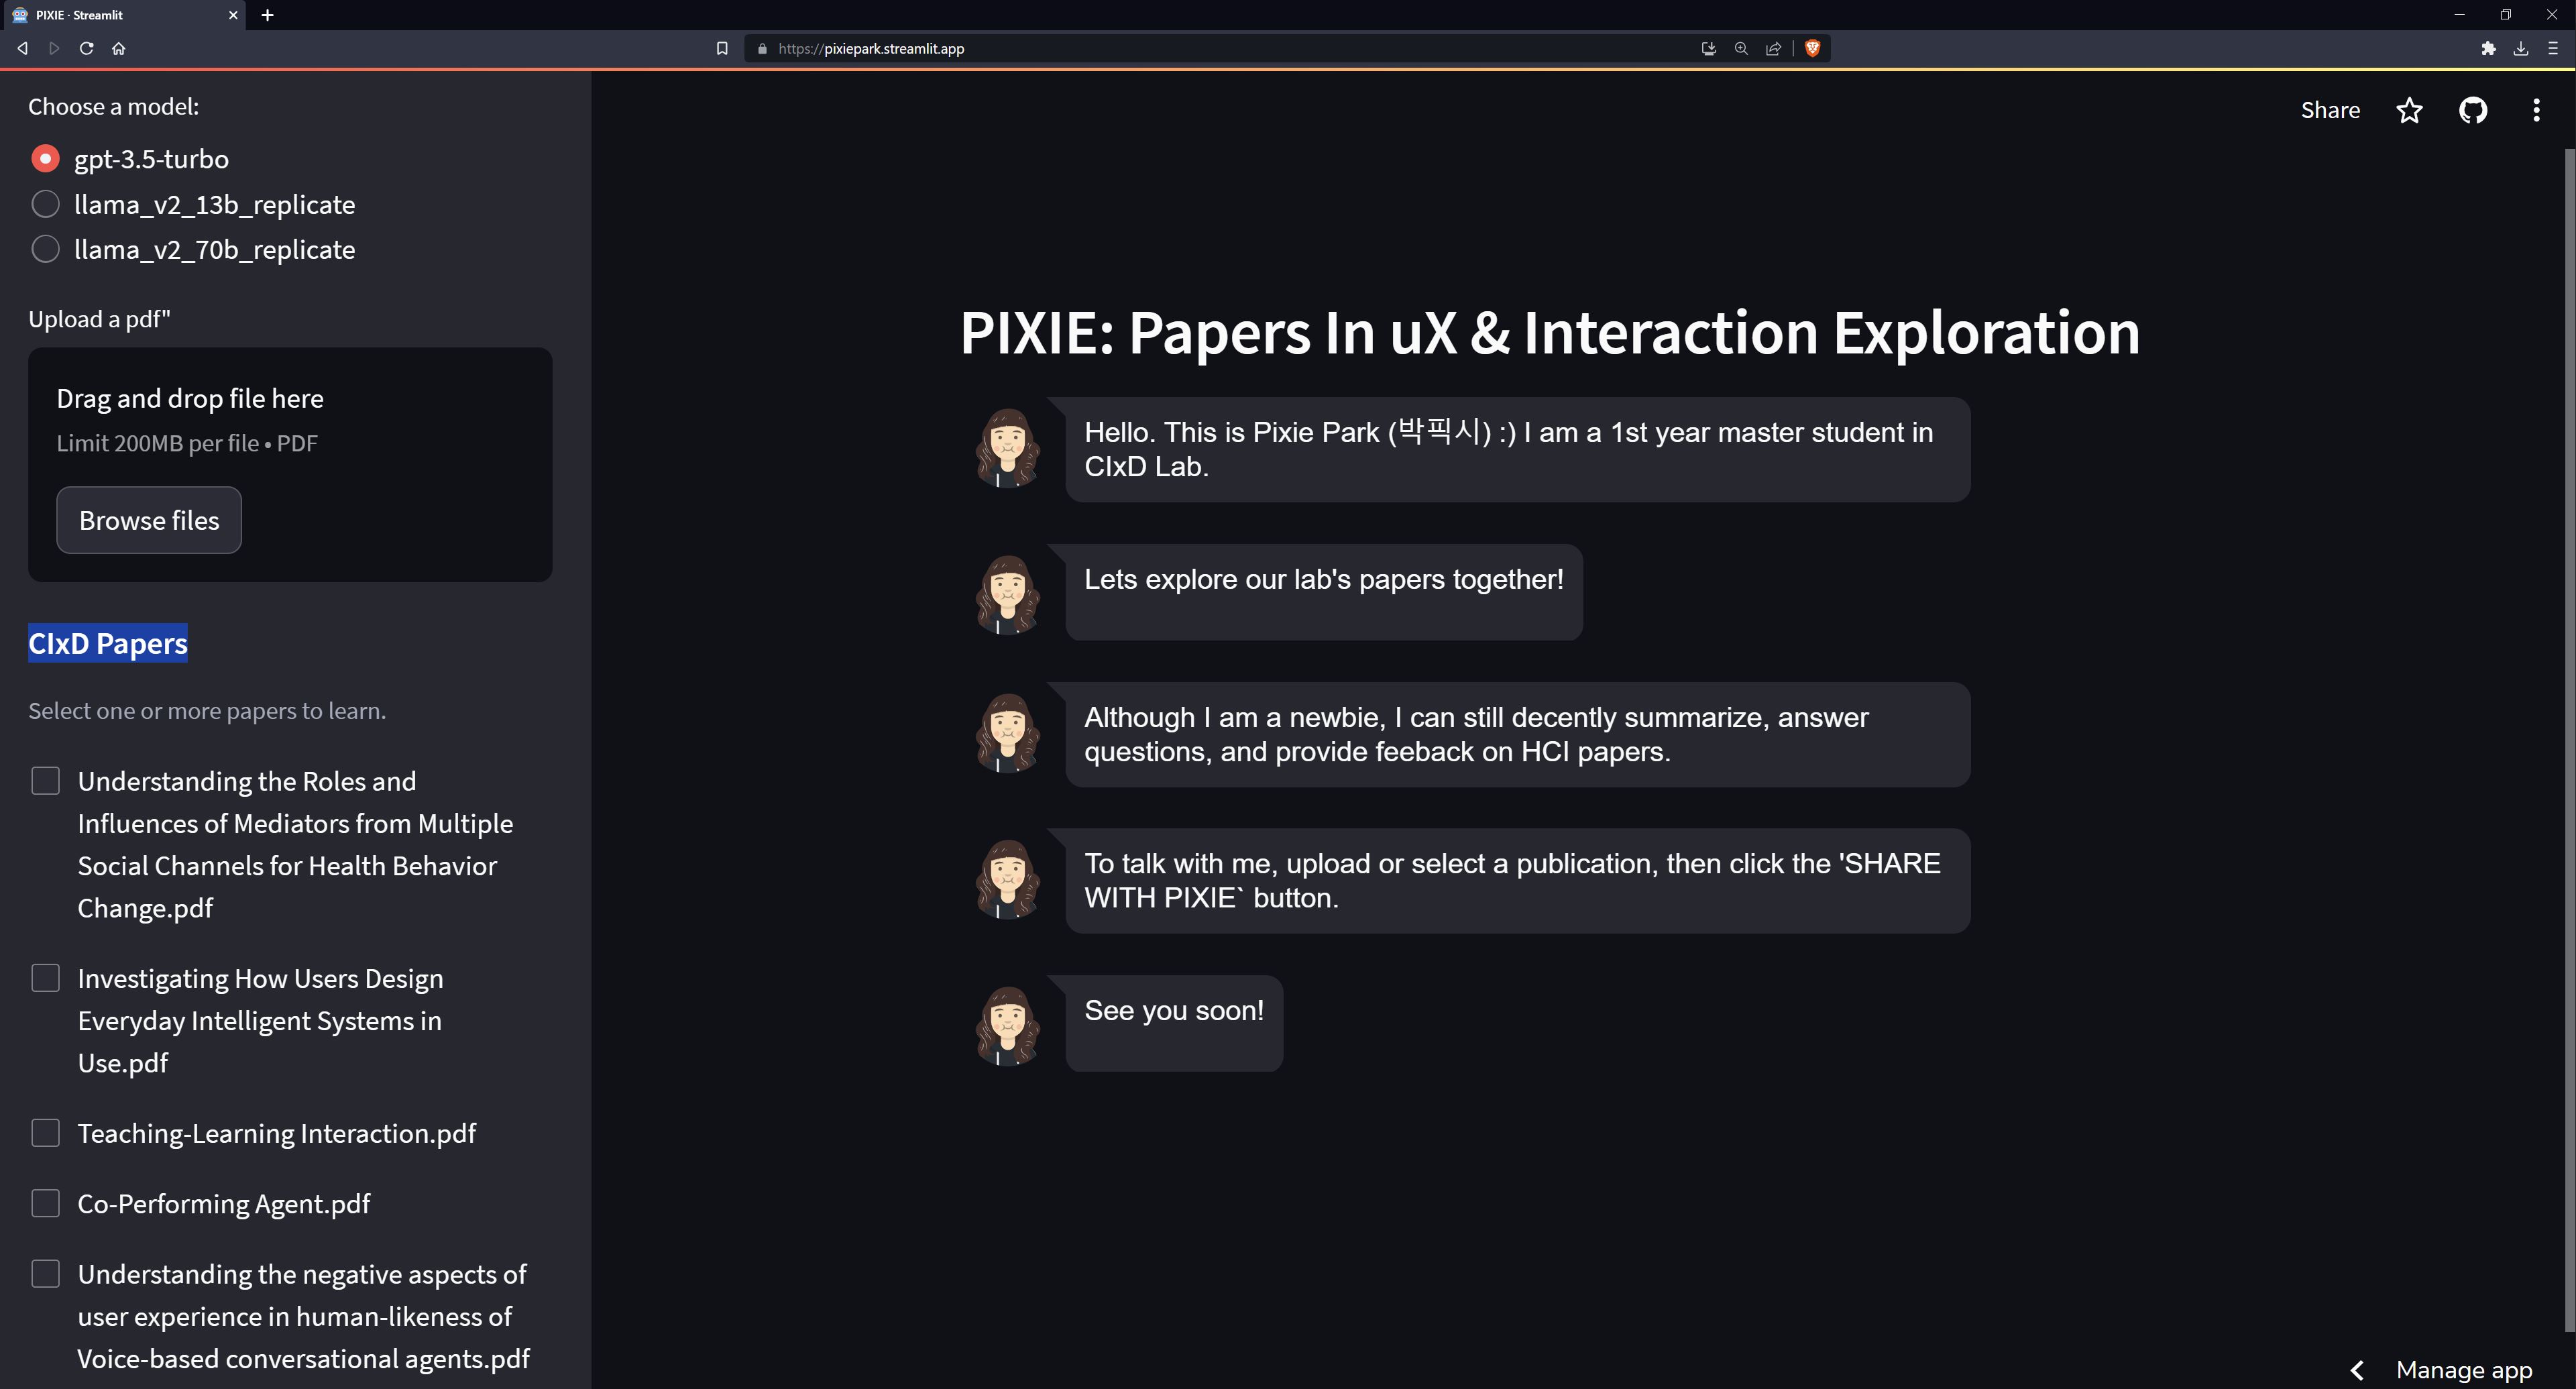 PIXIE · Streamlit
https://pixiepark.streamlit.app
Choose a model:
gpt-3.5-turbo
llama_v2_13b_replicate
llama_v2_70b_replicate
Upload a pdf"
Drag and drop file here
Limit 200MB per file • PDF
Browse files
CIxD Papers
Select one or more papers to learn.
Understanding the Roles and
Influences of Mediators from Multiple
Social Channels for Health Behavior
Change.pdf
Investigating How Users Design
Everyday Intelligent Systems in
Use.pdf
Teaching-Learning Interaction.pdf
Co-Performing Agent.pdf
Understanding the negative aspects of
user experience in human-likeness of
Voice-based conversational agents.pdf
Share
PIXIE: Papers In uX & Interaction Exploration
Hello. This is Pixie Park (박픽시) :) I am a 1st year master student in
CIxD Lab.
Lets explore our lab's papers together!
Although I am a newbie, I can still decently summarize, answer
questions, and provide feeback on HCI papers.
To talk with me, upload or select a publication, then click the 'SHARE
WITH PIXIE` button.
See you soon!
Manage app